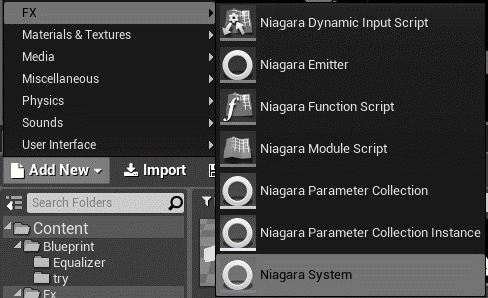 FX
Materials & Textures
Media
Miscellaneous
Physics
Sounds
User Interface
Niagara Dynamic Input Script
Niagara Emitter
Niagara Function Script
Niagara Module Script
Niagara Parameter Collection
Niagara Parameter Collection Instance
Niagara System
Add New
Import
Search Folders
Content
Blueprint
Equalizer
try
Fx